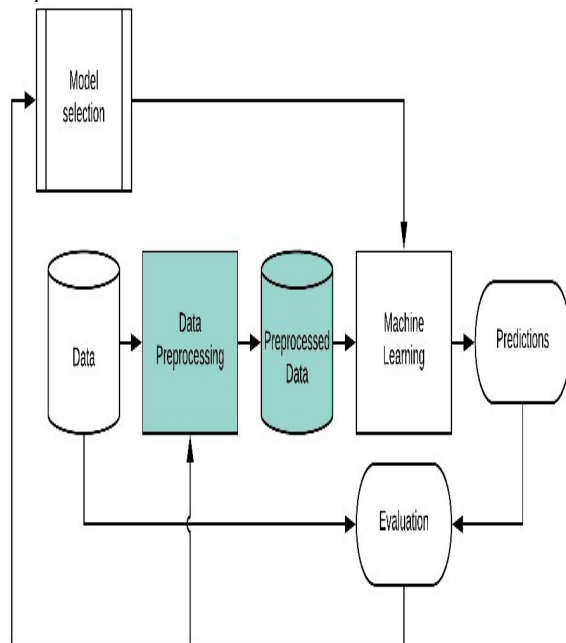 Model
selection
Data
Data
Preprocessing
Preprocessed
Data
Machine
Learning
Predictions
Evaluation